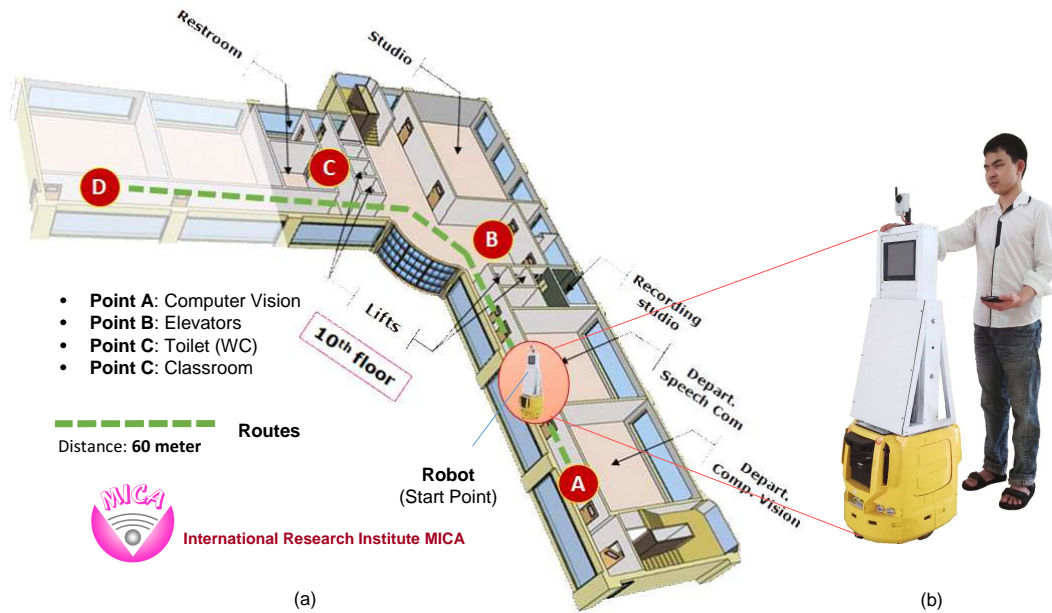 Restroom
Studio
D
C
B
A
Lifts
10th floor
Recording
studio
Depart.
Speech Com
Depart.
Comp. Vision
• Point A: Computer Vision
• Point B: Elevators
• Point C: Toilet (WC)
• Point C: Classroom
Routes
Distance: 60 meter
Robot
(Start Point)
MICA
International Research Institute MICA
(a)
(b)